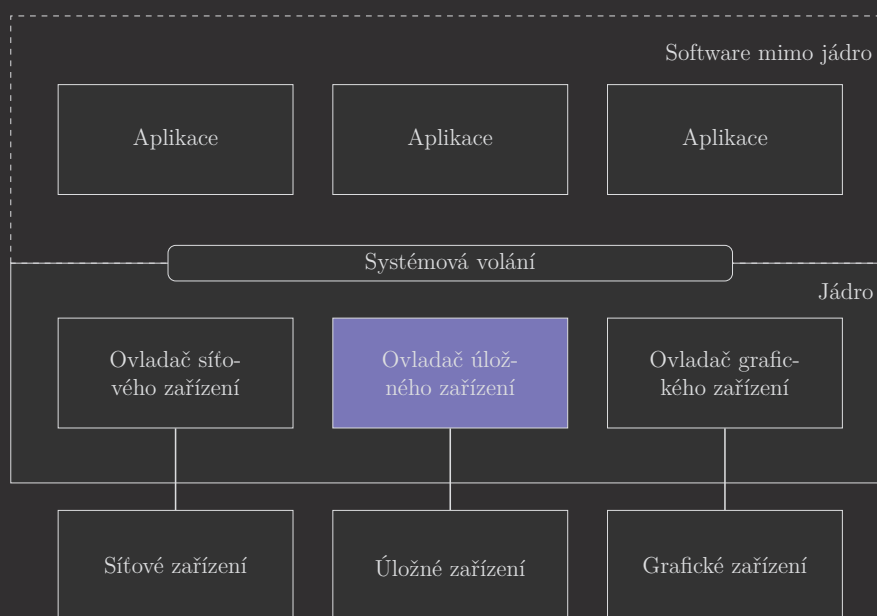 Software mimo jádro
Aplikace
Aplikace
Aplikace
Systémová volání
Jádro
Ovladač síťo-
vého zařízení
Ovladač úlož-
ného zařízení
Ovladač grafic-
kého zařízení
Síťové zařízení
Úložné zařízení
Grafické zařízení